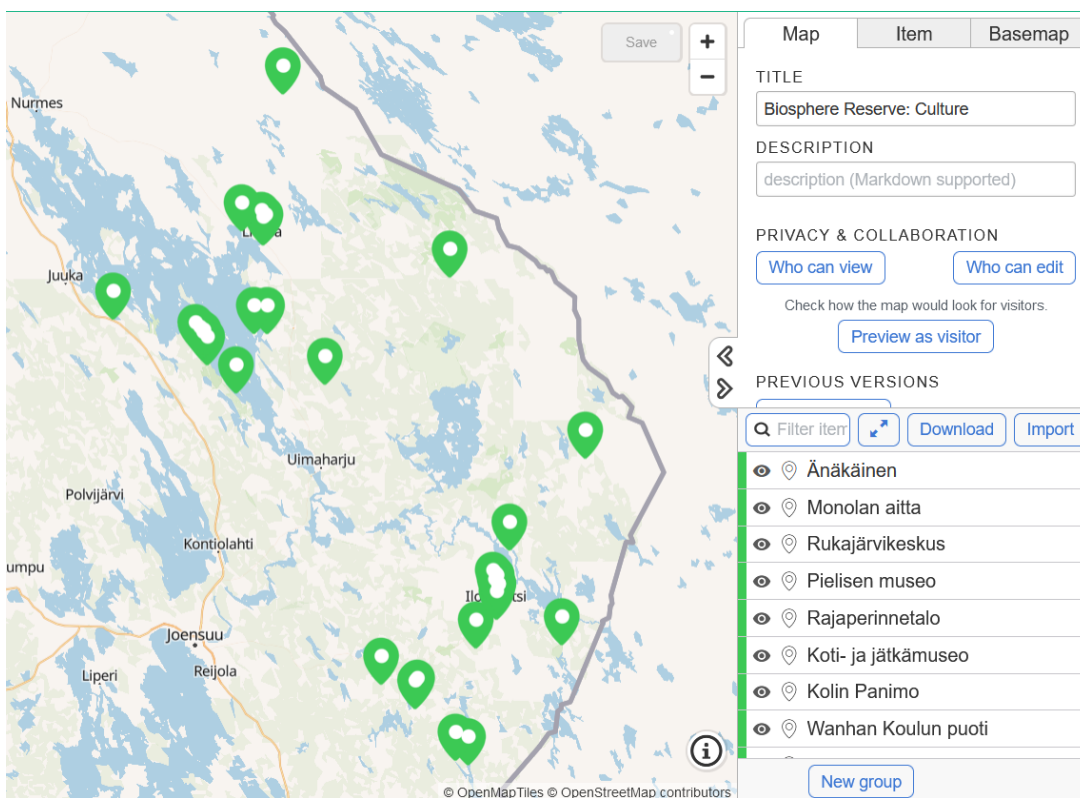 Save
Nurmes
Juuka
Uimaharju
Polvijärvi
Kontiolahti
umpu
Joensuu
Liperi
Reijola
© OpenMapTiles © OpenStreetMap contributors
Map Item Basemap
TITLE
Biosphere Reserve: Culture
DESCRIPTION
description (Markdown supported)
PRIVACY & COLLABORATION
Who can view Who can edit
Check how the map would look for visitors.
Preview as visitor
PREVIOUS VERSIONS
Filter item Download Import
Änäkäinen
Monolan aitta
Rukajärvikeskus
Pielisen museo
Rajaperinnetalo
Koti- ja jätkämuseo
Kolin Panimo
Wanhan Koulun puoti
New group